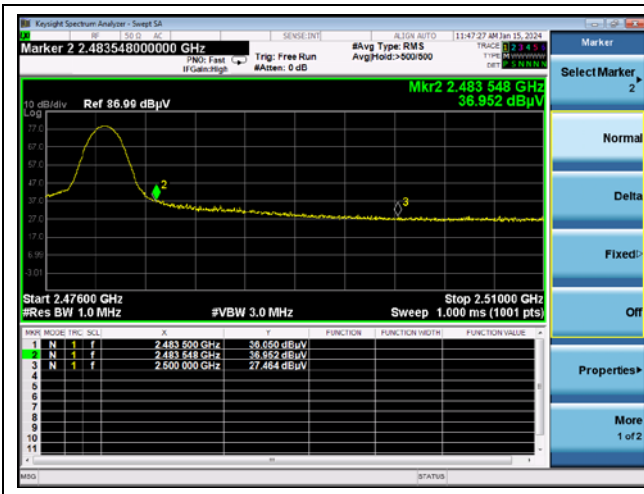 Keysight Spectrum Analyzer - Swept SA
RF 50 Ω AC SENSE:INT ALIGN AUTO 11:47:27 AM Jan 15, 2024
Marker 2 2.483548000000 GHz
#Avg Type: RMS
Avg|Hold:>500/500
PNO: Fast
IFGain:High
Trig: Free Run
#Atten: 0 dB
TRACE 1 2 3 4 5 6
TYPE
DET P S N N N N
Mkr2 2.483 548 GHz
36.952 dBµV
10 dB/div Ref 86.99 dBµV
Log
77.0
67.0
57.0
47.0
37.0
27.0
17.0
6.99
-3.01
2
3
Start 2.47600 GHz Stop 2.51000 GHz
#Res BW 1.0 MHz #VBW 3.0 MHz Sweep 1.000 ms (1001 pts)
MKR MODE TRC SCL X Y FUNCTION FUNCTION WIDTH FUNCTION VALUE
1 N 1 f 2.483 500 GHz 36.050 dBµV
2 N 1 f 2.483 548 GHz 36.952 dBµV
3 N 1 f 2.500 000 GHz 27.464 dBµV
4
5
6
7
8
9
10
11
MSG STATUS
Marker
Select Marker
2
Normal
Delta
Fixed
Off
Properties
More
1 of 2